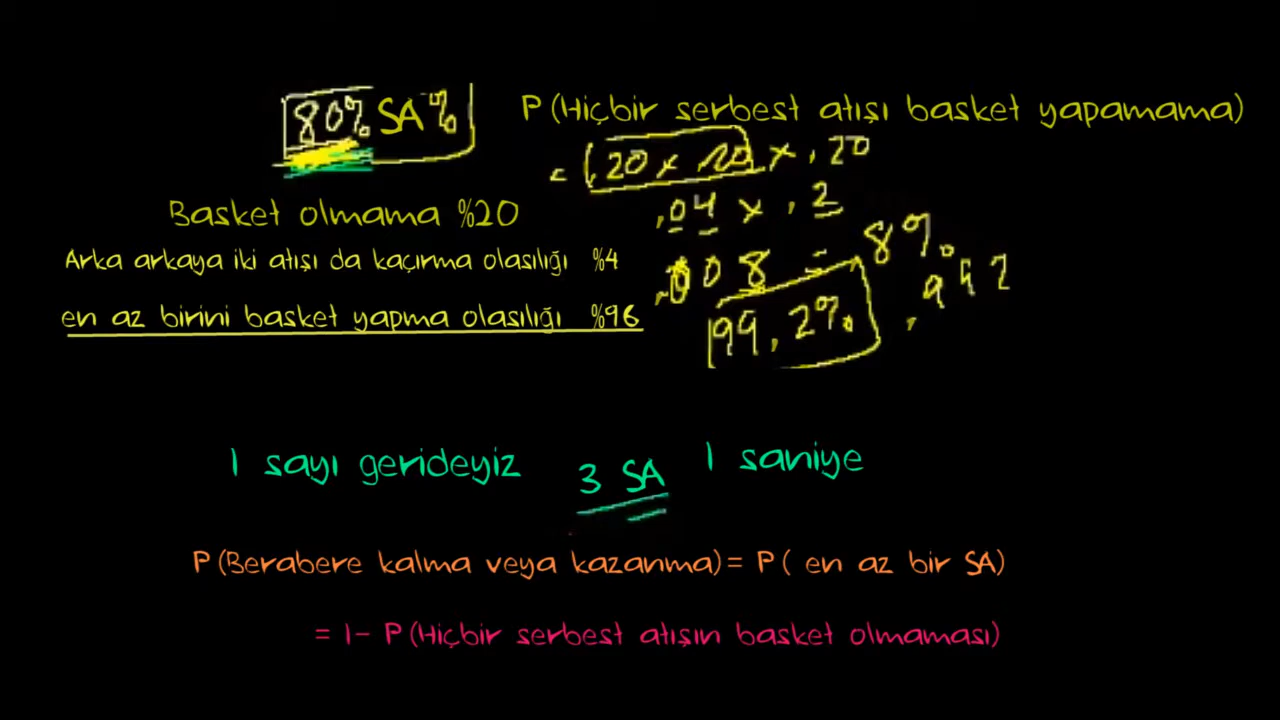 80% SA%
P (Hiçbir serbest atışı basket yapamama)
= (.20 x .20 x .20
Basket olmama %20
.04 x .2
Arka arkaya iki atışı da kaçırma olasılığı %4
.008 = .8%
en az birini basket yapma olasılığı %96
99,2% .992
1 sayı gerideyiz 3 SA 1 saniye
P (Berabere kalma veya kazanma) = P ( en az bir SA)
= 1- P (Hiçbir serbest atışın basket olmaması)